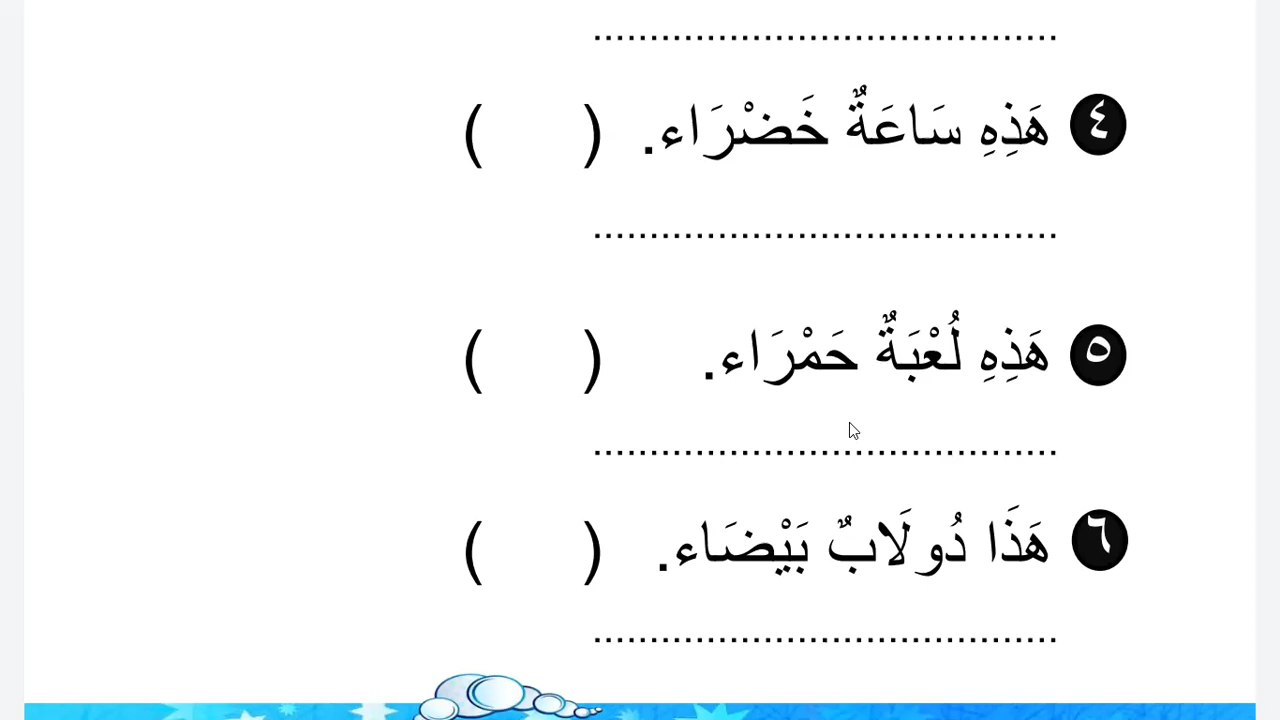 ........................................
٤ هَذِهِ سَاعَةٌ خَضْرَاء. ( )
........................................
٥ هَذِهِ لُعْبَةٌ حَمْرَاء. ( )
........................................
٦ هَذَا دُولَابٌ بَيْضَاء. ( )
........................................